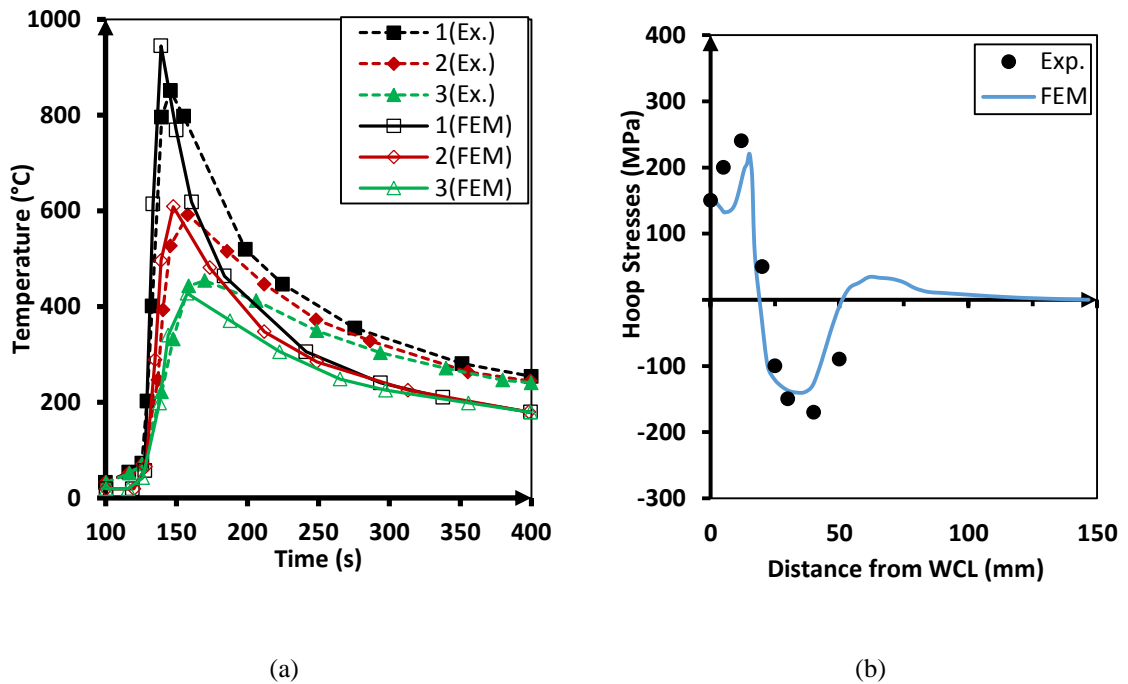 1000
800
600
400
200
0
100 150 200 250 300 350 400
Temperature (°C)
Time (s)
1(Ex.)
2(Ex.)
3(Ex.)
1(FEM)
2(FEM)
3(FEM)
(a)
400
300
200
100
0
-100
-200
-300
0 50 100 150
Hoop Stresses (MPa)
Distance from WCL (mm)
Exp.
FEM
(b)